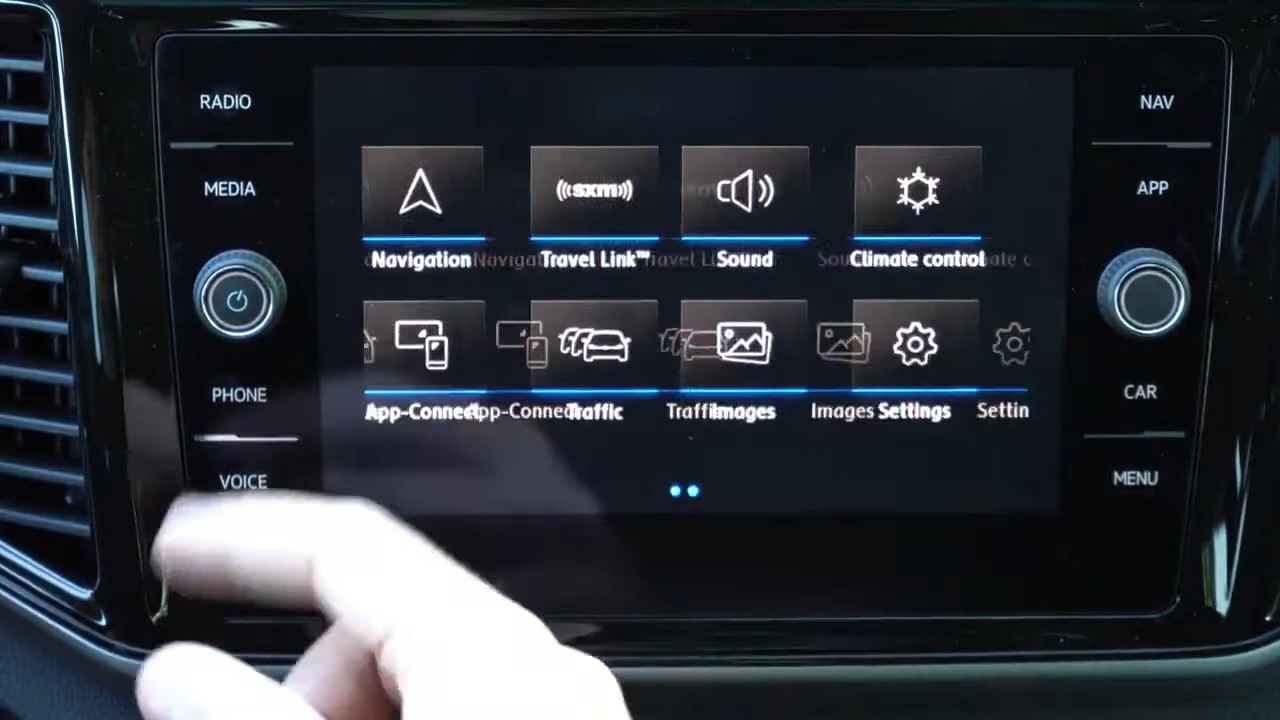 RADIO
NAV
MEDIA
APP
sxm
Navigation Travel Link™ Sound Climate control
App-Connect Traffic Images Settings
PHONE
CAR
VOICE
MENU